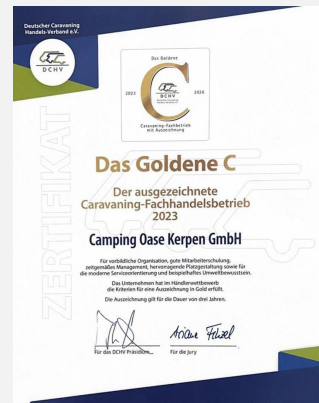 Deutscher Caravaning
Handels-Verband e.V.
DCHV
Das Goldene
2023
2026
C
DCHV
Caravaning-Fachbetrieb
mit Auszeichnung
ZERTIFIKAT
Das Goldene C
Der ausgezeichnete
Caravaning-Fachhandelsbetrieb
2023
Camping Oase Kerpen GmbH
Für vorbildliche Organisation, gute Mitarbeiterschulung,
zeitgemäßes Management, hervorragende Platzgestaltung sowie für
die moderne Serviceorientierung und beispielhaftes Umweltbewusstsein.
Das Unternehmen hat im Händlerwettbewerb
die Kriterien für eine Auszeichnung in Gold erfüllt.
Die Auszeichnung gilt für die Dauer von drei Jahren.
Ariane Finzel
Für das DCHV Präsidium
Für die Jury